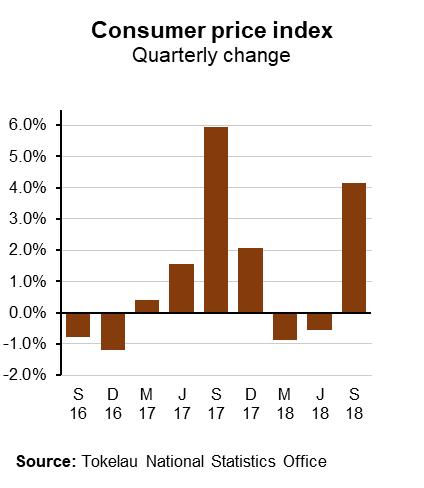 Consumer price index
Quarterly change
6.0%
5.0%
4.0%
3.0%
2.0%
1.0%
0.0%
-1.0%
-2.0%
S D M J S D M J S
16 16 17 17 17 17 18 18 18
Source: Tokelau National Statistics Office